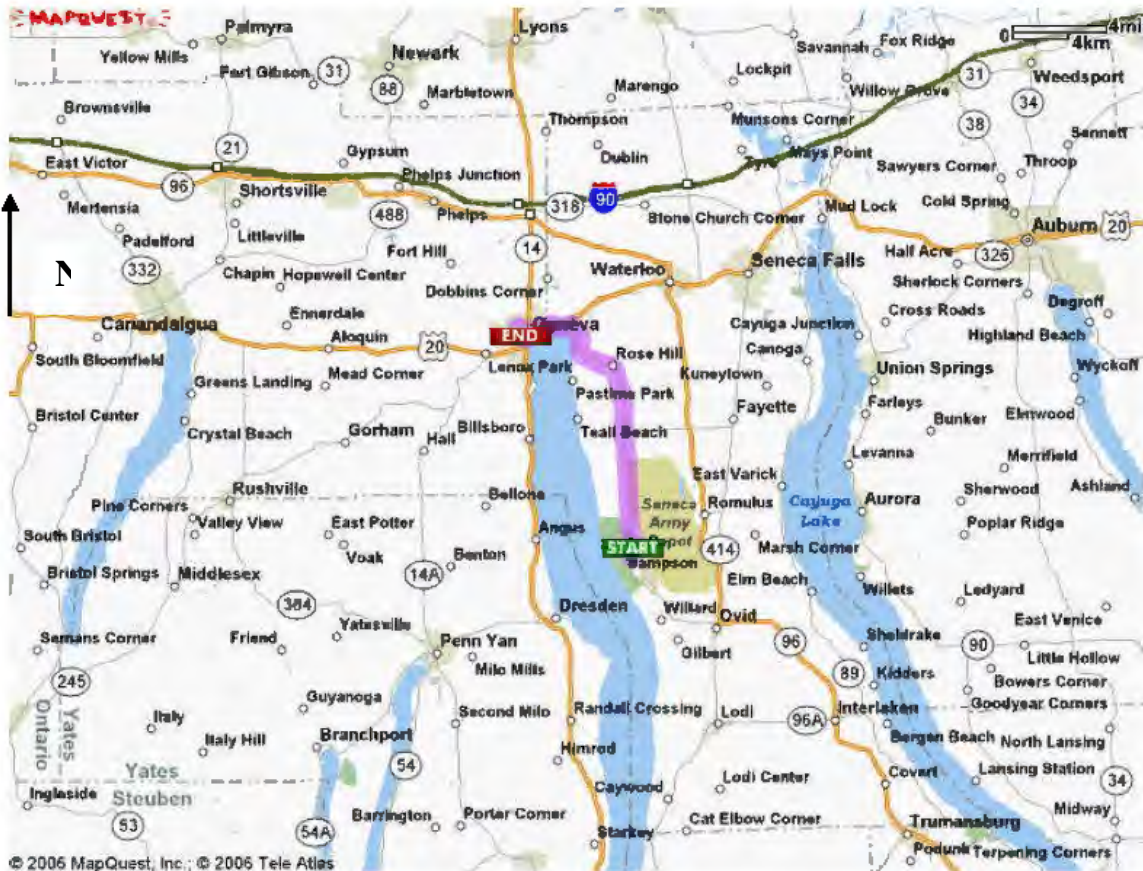 MAPQUEST
0 4mi
4km
Palmyra
Lyons
Yellow Mills
Newark
Savannah
Fox Ridge
Fort Gibson
31
88
Lockpit
31
Weedsport
Brownsville
Marbletown
Marengo
Willow Grove
34
Thompson
Munsons Corner
38
Sennett
21
Gypsum
Dublin
Tyre
Mays Point
East Victor
96
Phelps Junction
Sawyers Corner
Throop
Shortsville
90
Mertensia
488
Phelps
318
Stone Church Corner
Mud Lock
Cold Spring
Auburn
20
Padelford
Littleville
14
Fort Hill
Half Acre
326
N
332
Chapin
Hopewell Center
Waterloo
Seneca Falls
Sherlock Corners
Dobbins Corner
Degroff
Canandaigua
Ennerdale
END
Geneva
Cayuga Junction
Cross Roads
Highland Beach
Aloquin
20
South Bloomfield
Lenox Park
Rose Hill
Canoga
Wyckoff
Greens Landing
Mead Corner
Kuneytown
Union Springs
Pastime Park
Bristol Center
Crystal Beach
Gorham
Hall
Billsboro
Teall Beach
Fayette
Farleys
Bunker
Elmwood
Levanna
Merrifield
Rushville
East Varick
Pine Corners
Bellona
Seneca
Army
Depot
Romulus
Cayuga
Lake
Aurora
Sherwood
Ashland
Valley View
East Potter
Poplar Ridge
South Bristol
Voak
Angus
START
Sampson
414
Marsh Corner
Bristol Springs
Middlesex
14A
Benton
Elm Beach
Willets
Ledyard
364
Dresden
Willard
Ovid
East Venice
Semans Corner
Friend
Yatesville
Penn Yan
Gilbert
96
Sheldrake
90
Little Hollow
245
Milo Mills
89
Kidders
Bowers Corner
Ontario
Yates
Guyanoga
Second Milo
Randall Crossing
Lodi
96A
Interlaken
Goodyear Corners
Italy
Italy Hill
Branchport
54
Himrod
Bergen Beach
North Lansing
Yates
Steuben
Caywood
Lodi Center
Covert
Lansing Station
34
Ingleside
53
54A
Barrington
Porter Corner
Starkey
Cat Elbow Corner
Trumansburg
Midway
Podunk
Terpening Corners
© 2006 MapQuest, Inc.; © 2006 Tele Atlas